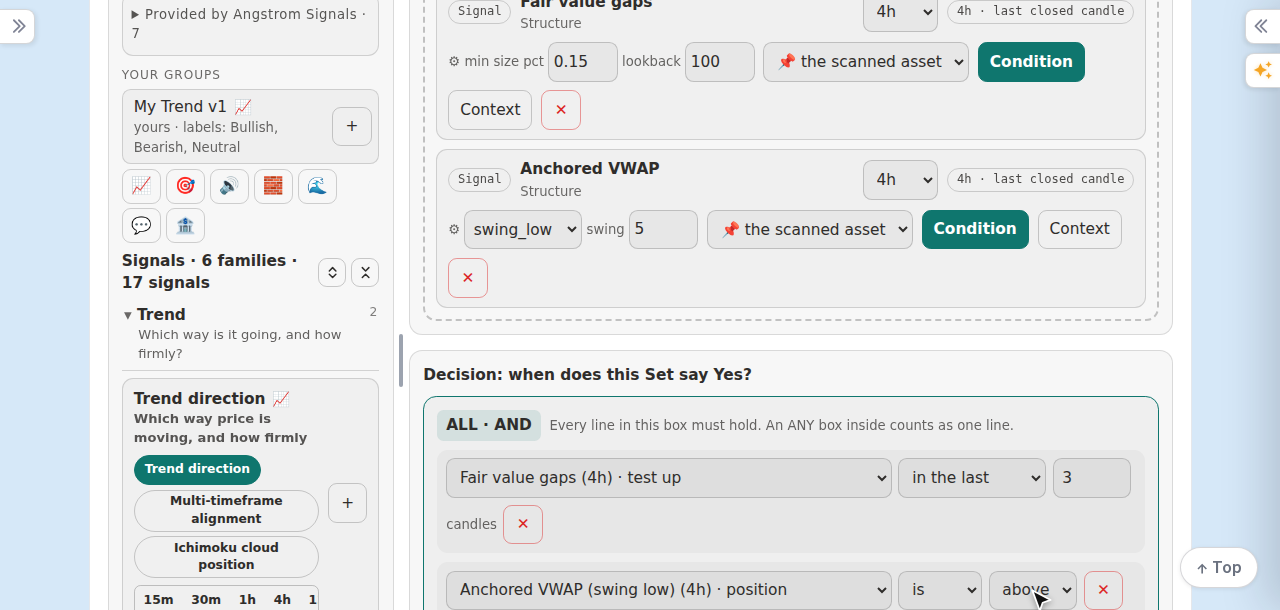 ▶ Provided by Angstrom Signals ·
7
YOUR GROUPS
My Trend v1 📈
yours · labels: Bullish,
Bearish, Neutral
+
📈 🎯 🔊 🧱 🌊
💬 🏦
Signals · 6 families ·
17 signals
▼ Trend 2
Which way is it going, and how
firmly?
Trend direction 📈
Which way price is
moving, and how firmly
Trend direction
Multi-timeframe
alignment
+
Ichimoku cloud
position
15m 30m 1h 4h 1
Signal Fair value gaps 4h 4h · last closed candle
Structure
⚙ min size pct 0.15 lookback 100 📌 the scanned asset Condition
Context ✕
Signal Anchored VWAP 4h 4h · last closed candle
Structure
⚙ swing_low swing 5 📌 the scanned asset Condition Context
✕
Decision: when does this Set say Yes?
ALL · AND Every line in this box must hold. An ANY box inside counts as one line.
Fair value gaps (4h) · test up in the last 3
candles ✕
Anchored VWAP (swing low) (4h) · position is above ✕
↑ Top